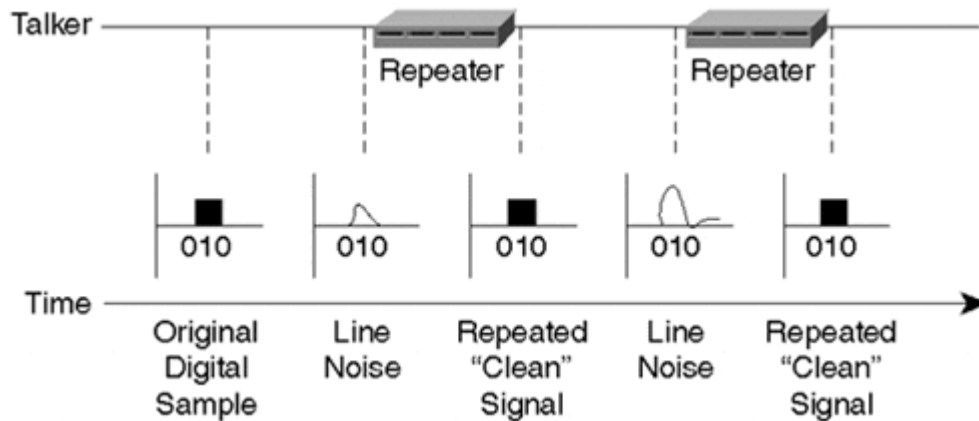 Talker
Repeater Repeater
010 010 010 010 010
Time
Original Line Repeated Line Repeated
Digital Noise “Clean” Noise “Clean”
Sample Signal Signal